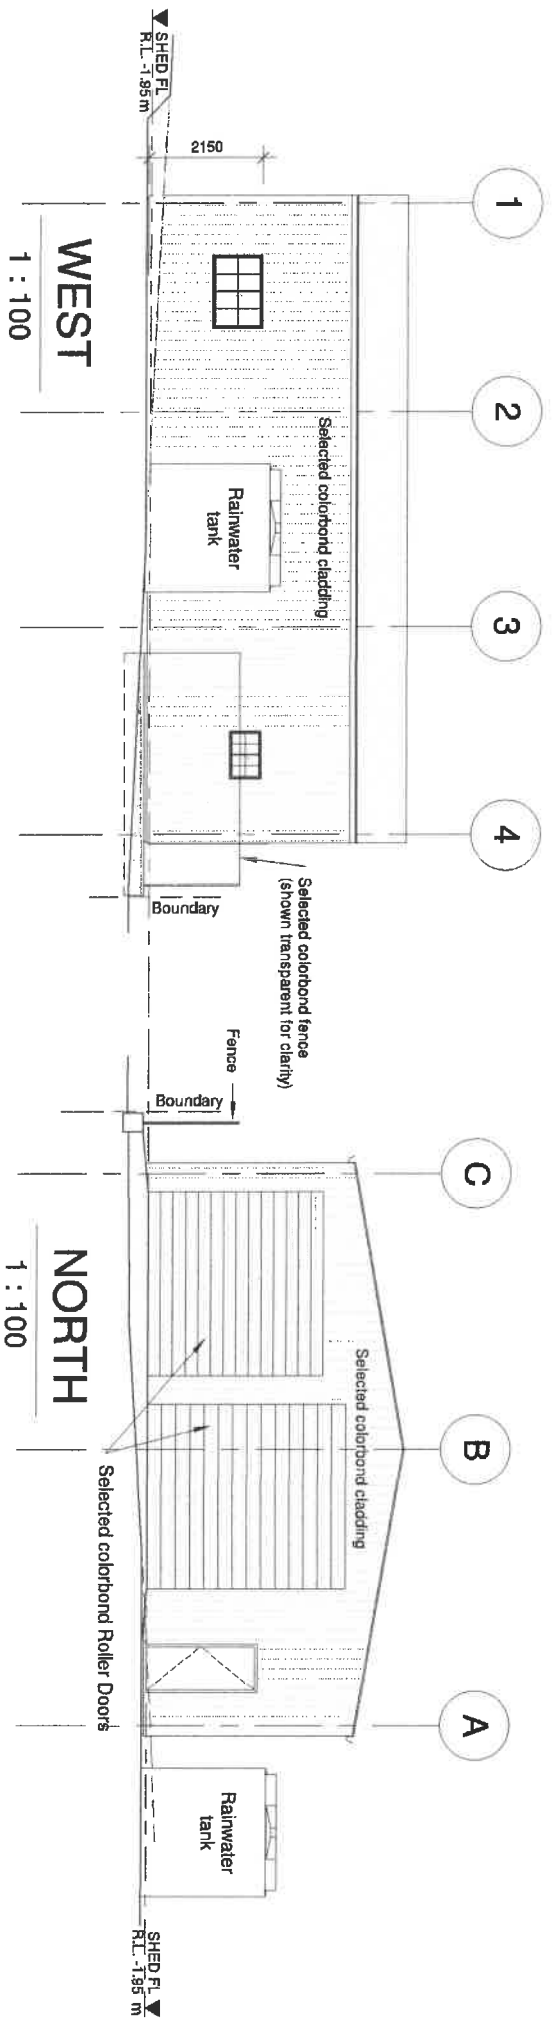 1
2
3
4
C
B
A
SHED FL
R.L. -1.95 m
2150
Selected colorbond cladding
Rainwater
tank
Selected colorbond fence
(shown transparent for clarity)
Boundary
WEST
1 : 100
Fence
Boundary
Selected colorbond cladding
Selected colorbond Roller Doors
Rainwater
tank
SHED FL
R.L. -1.95 m
NORTH
1 : 100